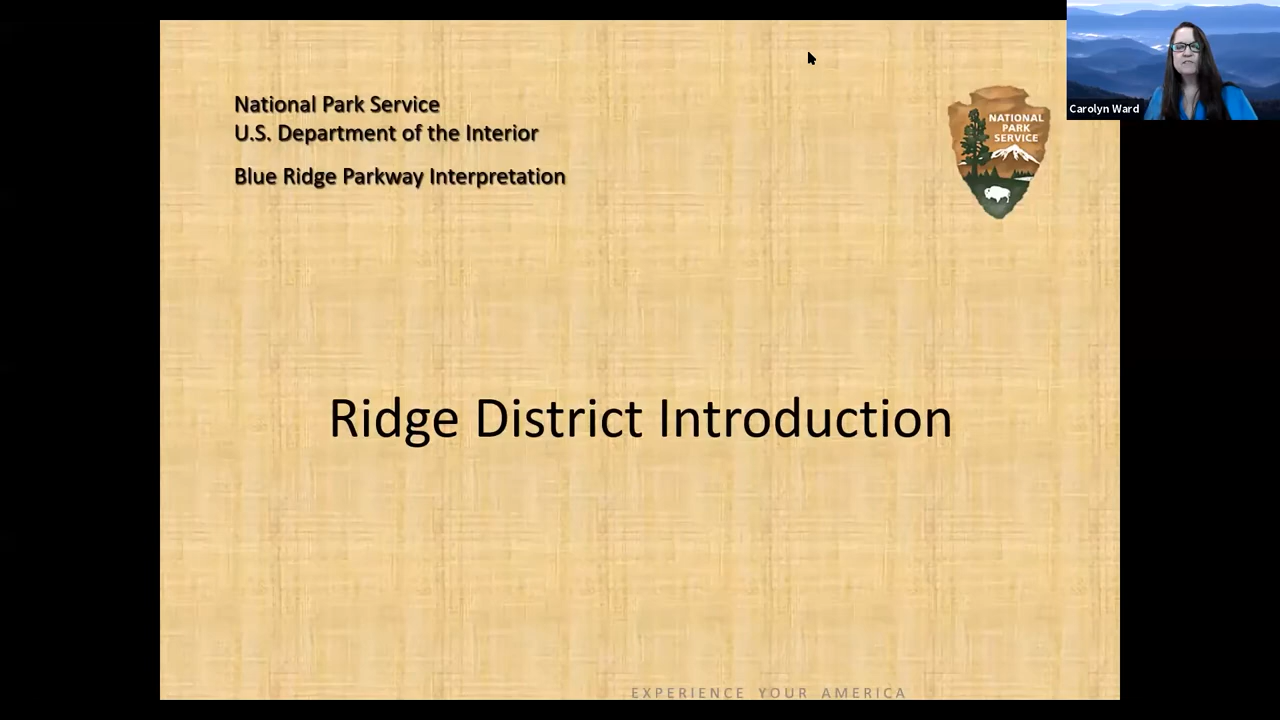 National Park Service
U.S. Department of the Interior
Blue Ridge Parkway Interpretation
NATIONAL
PARK
SERVICE
Carolyn Ward
Ridge District Introduction
EXPERIENCE YOUR AMERICA